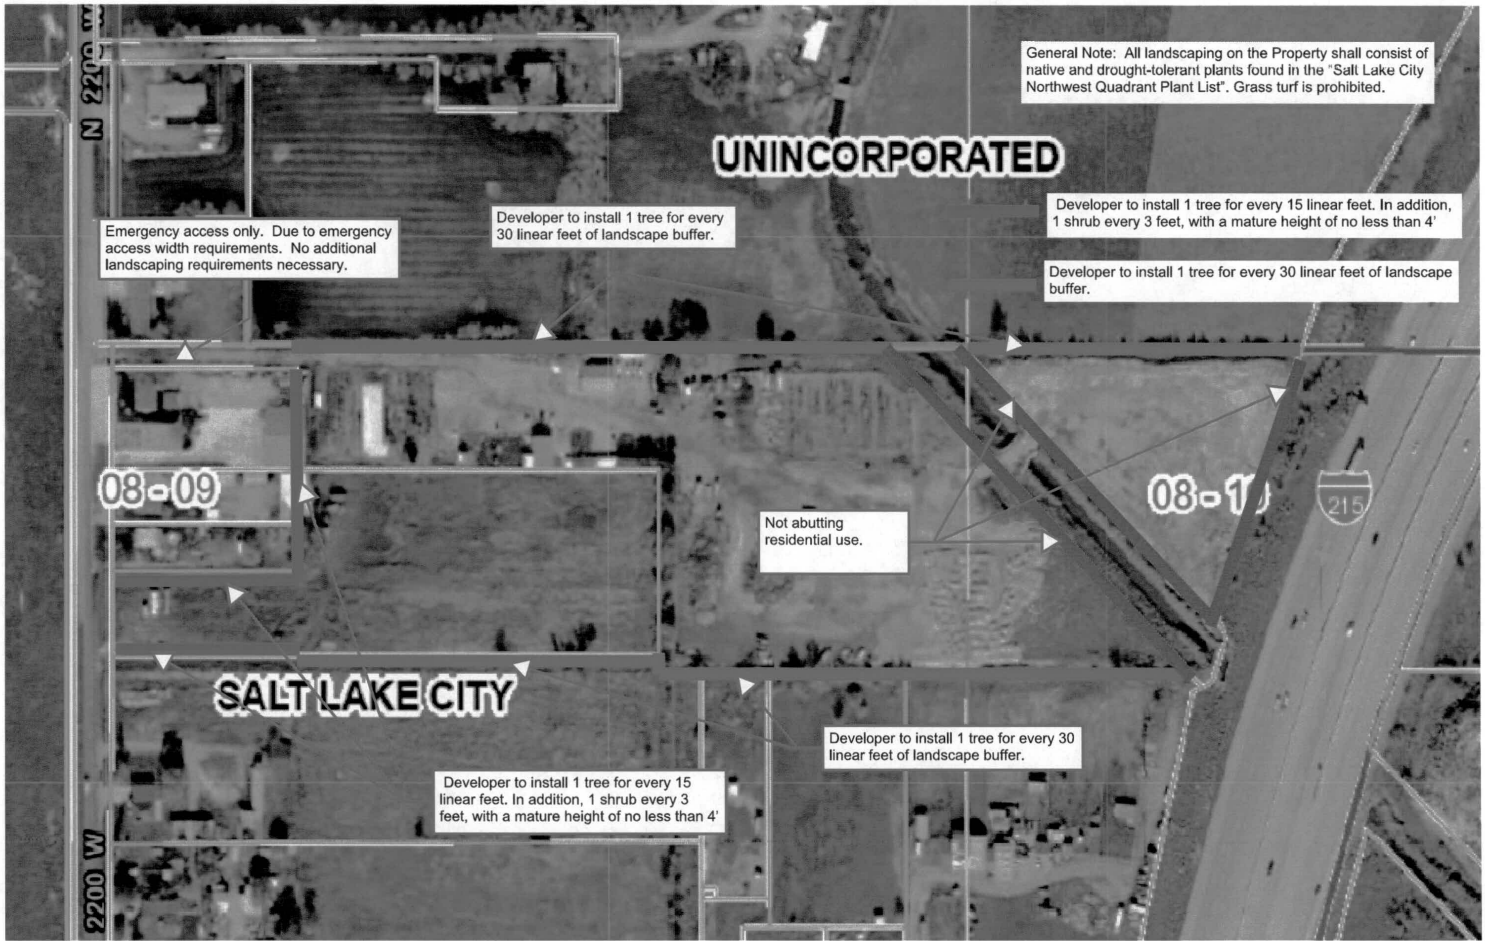 N 2200 W
General Note: All landscaping on the Property shall consist of
native and drought-tolerant plants found in the "Salt Lake City
Northwest Quadrant Plant List". Grass turf is prohibited.
UNINCORPORATED
Developer to install 1 tree for every 15 linear feet. In addition,
1 shrub every 3 feet, with a mature height of no less than 4'
Developer to install 1 tree for every 30
linear feet of landscape buffer.
Emergency access only. Due to emergency
access width requirements. No additional
landscaping requirements necessary.
Developer to install 1 tree for every 30 linear feet of landscape
buffer.
08 - 09
08 - 10
215
Not abutting
residential use.
SALT LAKE CITY
Developer to install 1 tree for every 30
linear feet of landscape buffer.
Developer to install 1 tree for every 15
linear feet. In addition, 1 shrub every 3
feet, with a mature height of no less than 4'
2200 W